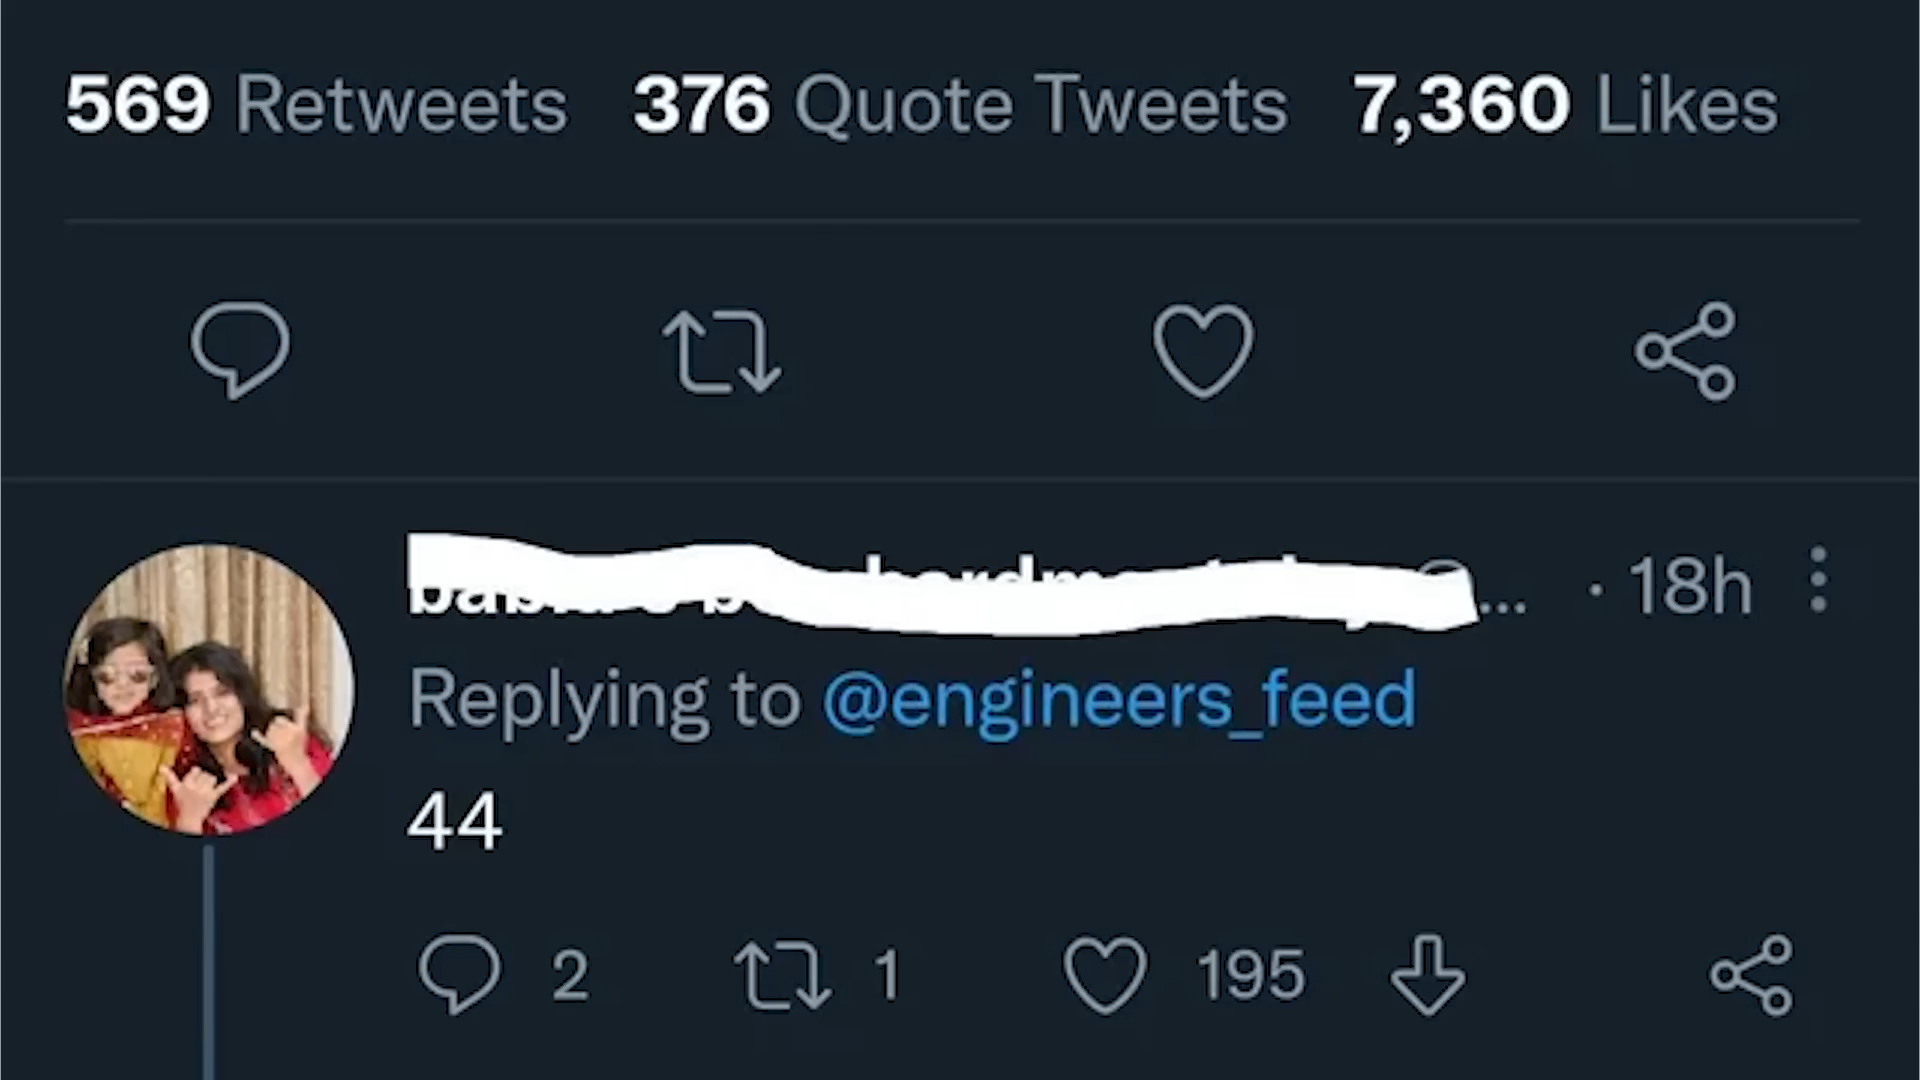 569 Retweets 376 Quote Tweets 7,360 Likes
... · 18h
Replying to @engineers_feed
44
2 1 195